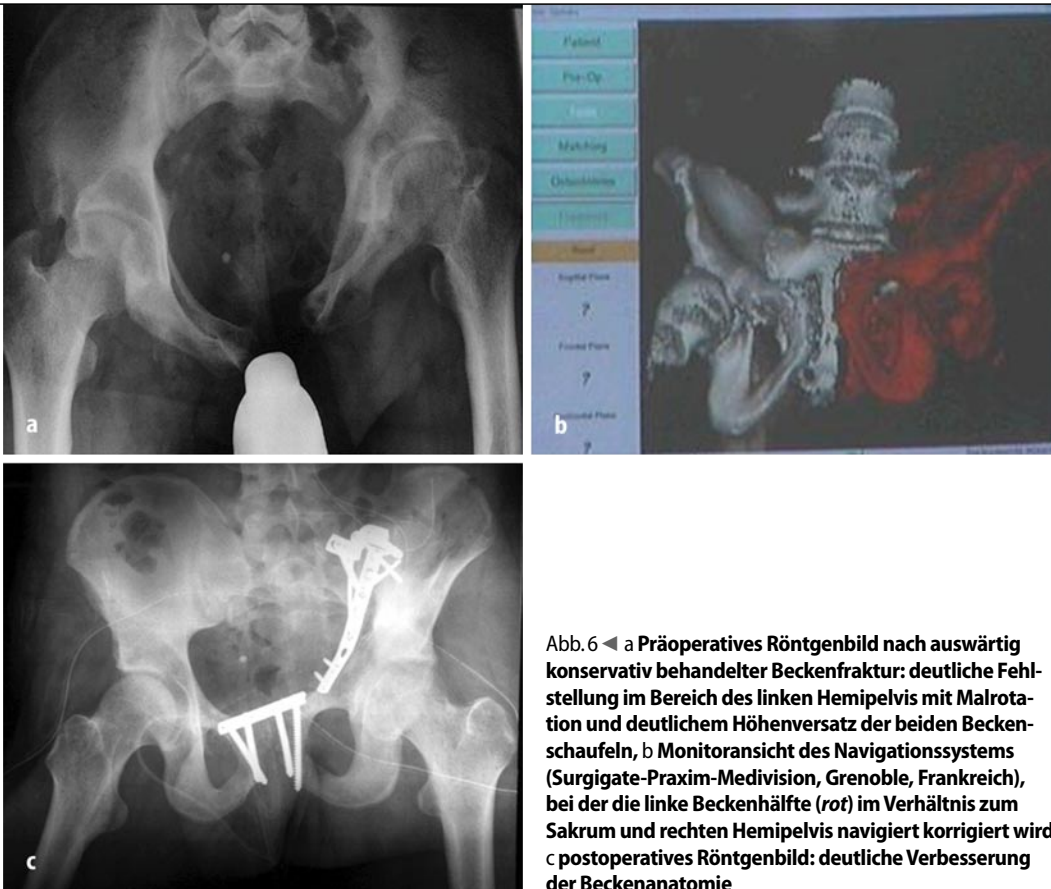 a
b
Patient
Pre-Op
Matching
Osteotomies
Sagittal Plane
?
Frontal Plane
?
?
c
Abb. 6 ◄ a Präoperatives Röntgenbild nach auswärtig
konservativ behandelter Beckenfraktur: deutliche Fehl-
stellung im Bereich des linken Hemipelvis mit Malrota-
tion und deutlichem Höhenversatz der beiden Becken-
schaufeln, b Monitoransicht des Navigationssystems
(Surgigate-Praxim-Medivision, Grenoble, Frankreich),
bei der die linke Beckenhälfte (rot) im Verhältnis zum
Sakrum und rechten Hemipelvis navigiert korrigiert wird
c postoperatives Röntgenbild: deutliche Verbesserung
der Beckenanatomie